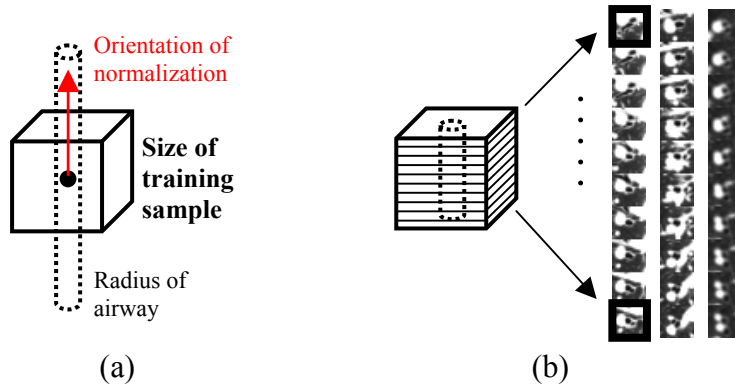 Orientation of
normalization
Size of
training
sample
Radius of
airway
(a)
(b)